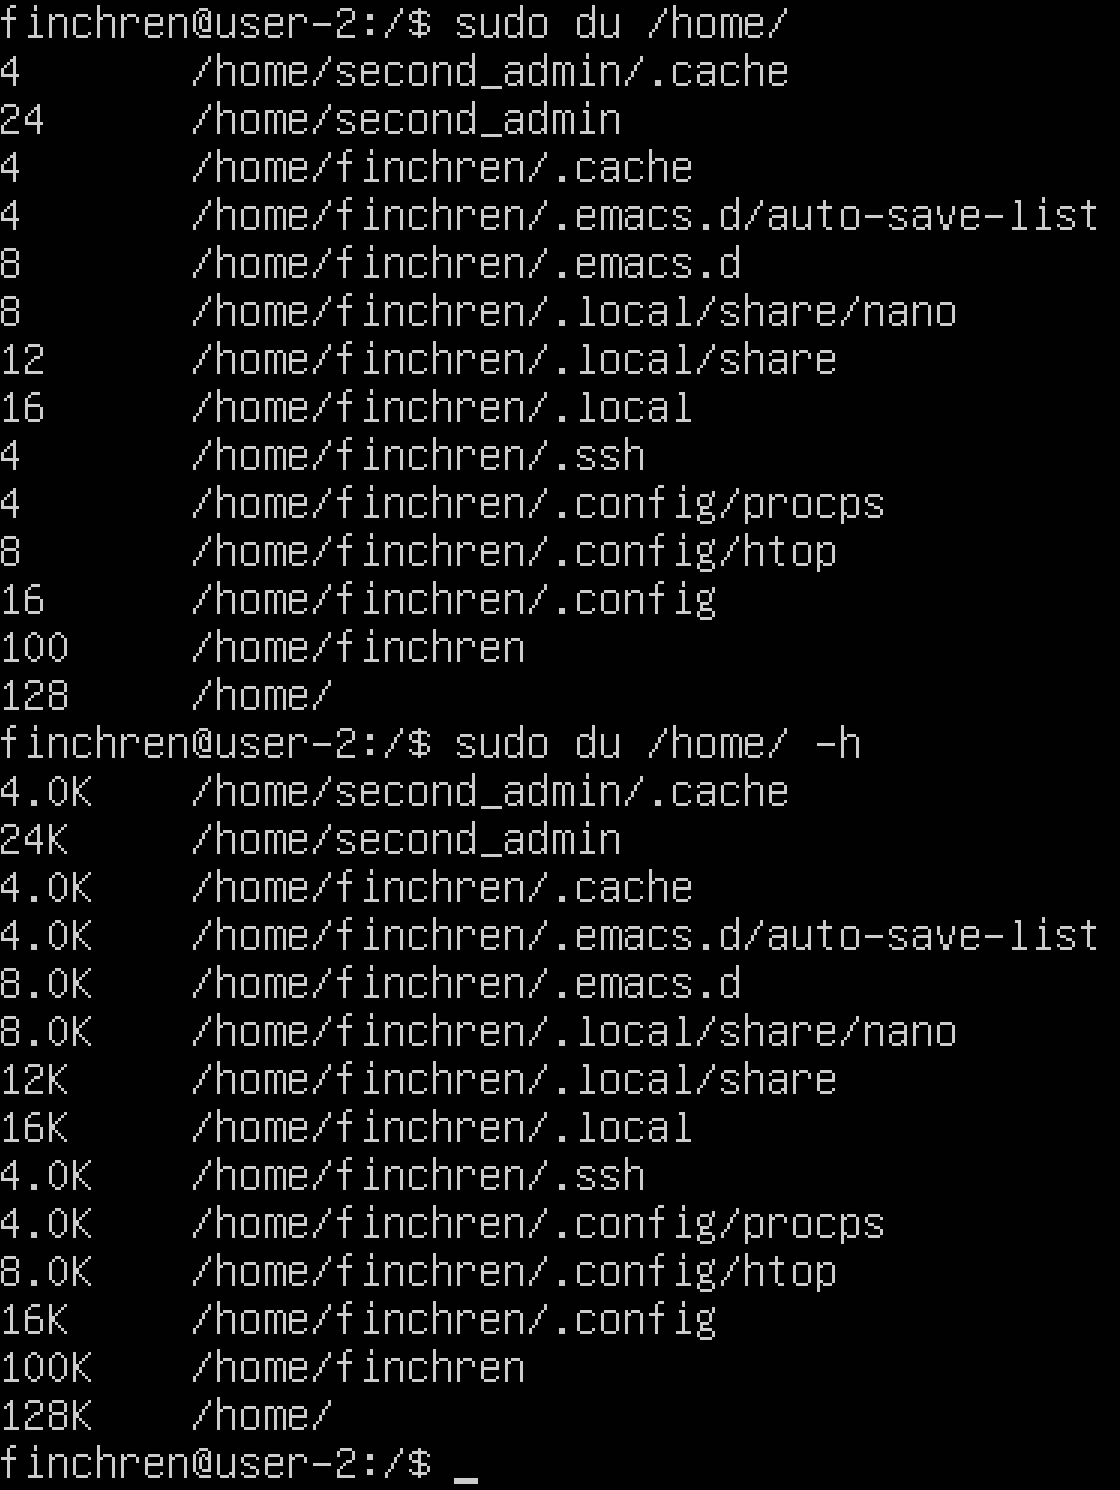 finchren@user-2:/$ sudo du /home/
4 /home/second_admin/.cache
24 /home/second_admin
4 /home/finchren/.cache
4 /home/finchren/.emacs.d/auto-save-list
8 /home/finchren/.emacs.d
8 /home/finchren/.local/share/nano
12 /home/finchren/.local/share
16 /home/finchren/.local
4 /home/finchren/.ssh
4 /home/finchren/.config/procps
8 /home/finchren/.config/htop
16 /home/finchren/.config
100 /home/finchren
128 /home/
finchren@user-2:/$ sudo du /home/ -h
4.0K /home/second_admin/.cache
24K /home/second_admin
4.0K /home/finchren/.cache
4.0K /home/finchren/.emacs.d/auto-save-list
8.0K /home/finchren/.emacs.d
8.0K /home/finchren/.local/share/nano
12K /home/finchren/.local/share
16K /home/finchren/.local
4.0K /home/finchren/.ssh
4.0K /home/finchren/.config/procps
8.0K /home/finchren/.config/htop
16K /home/finchren/.config
100K /home/finchren
128K /home/
finchren@user-2:/$ _